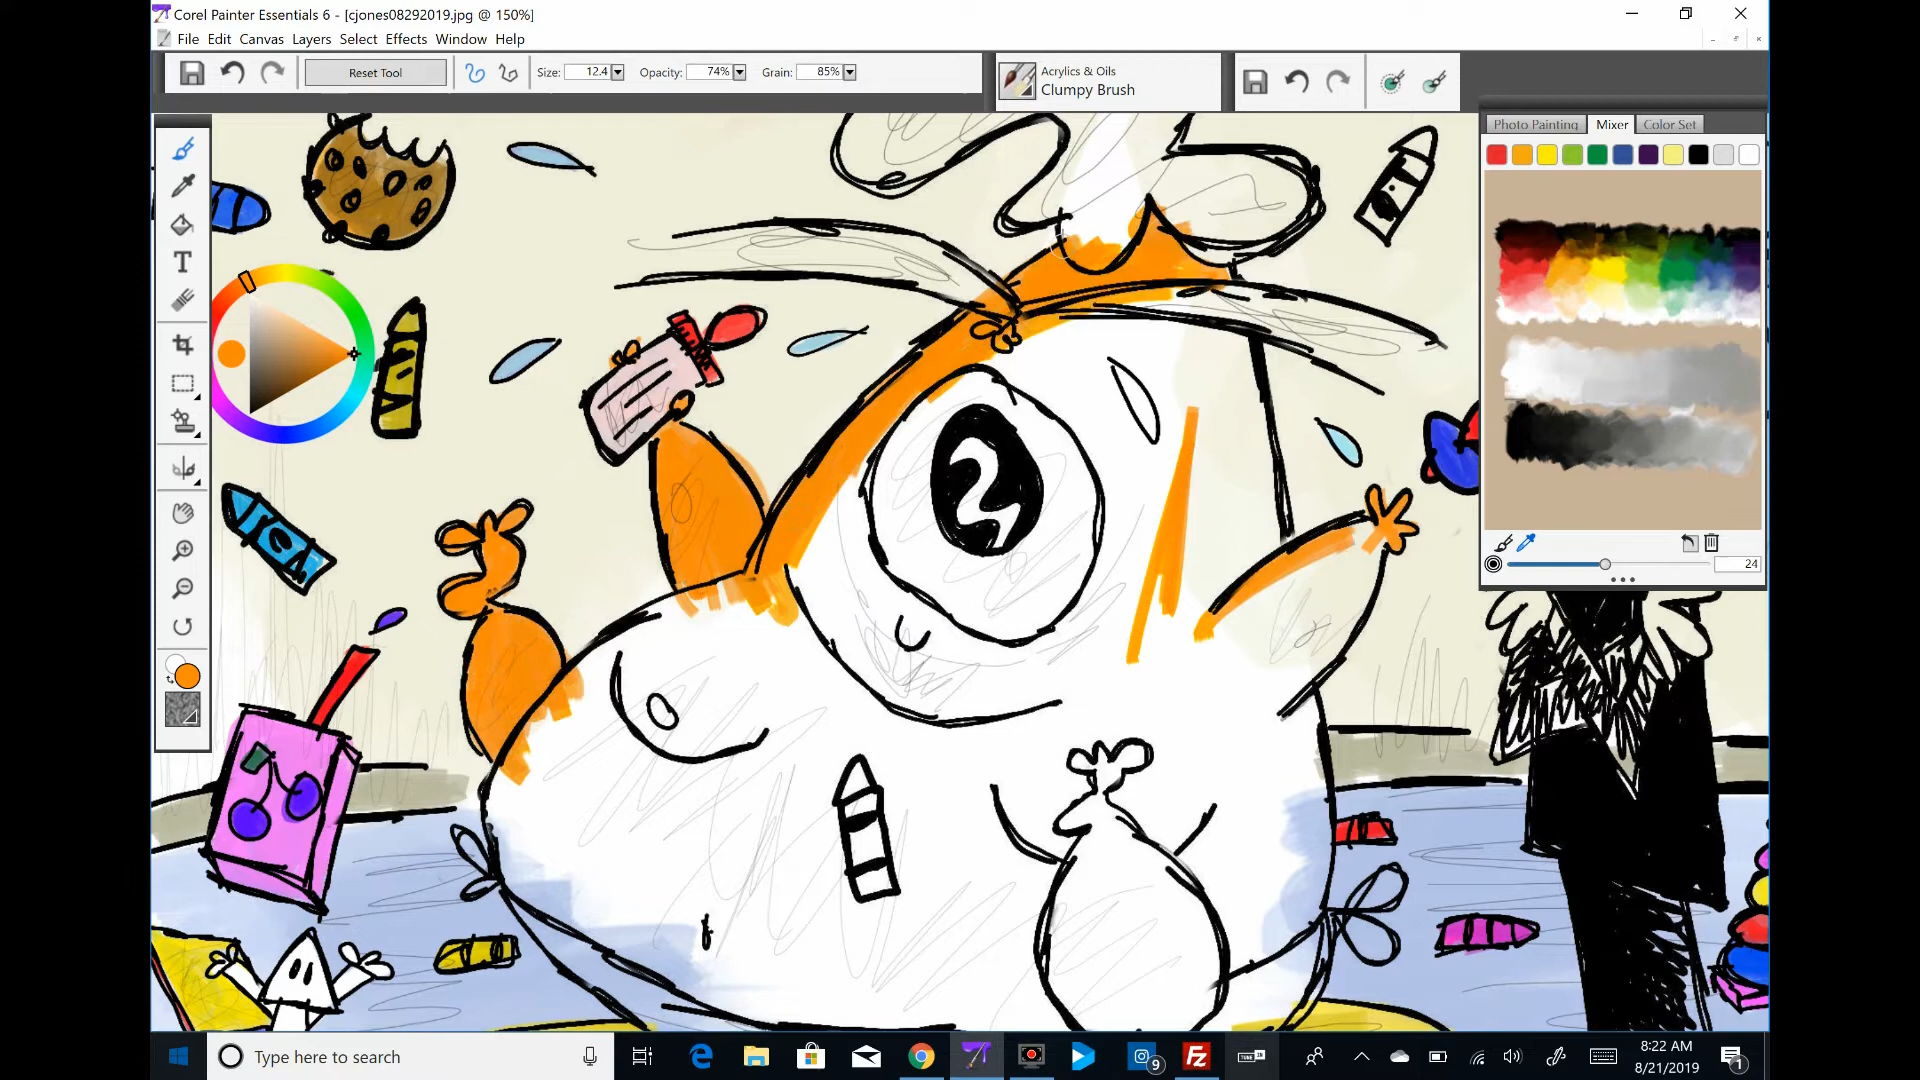 Corel Painter Essentials 6 - [cjones08292019.jpg @ 150%]
File Edit Canvas Layers Select Effects Window Help
Reset Tool Size: 12.4 Opacity: 74% Grain: 85%
Acrylics & Oils
Clumpy Brush
Photo Painting Mixer Color Set
24
Type here to search
9
8:22 AM
8/21/2019
1